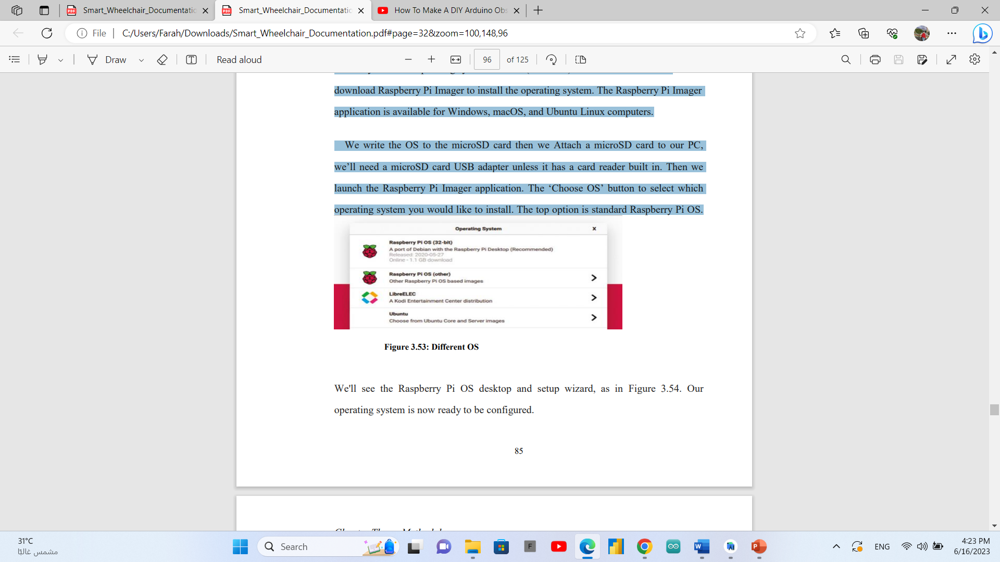 Smart_Wheelchair_Documentatio
Smart_Wheelchair_Documentatio
How To Make A DIY Arduino Obs
File
C:/Users/Farah/Downloads/Smart_Wheelchair_Documentation.pdf#page=32&zoom=100,148,96
Draw
Read aloud
96 of 125
download Raspberry Pi Imager to install the operating system. The Raspberry Pi Imager
application is available for Windows, macOS, and Ubuntu Linux computers.
We write the OS to the microSD card then we Attach a microSD card to our PC,
we’ll need a microSD card USB adapter unless it has a card reader built in. Then we
launch the Raspberry Pi Imager application. The ‘Choose OS’ button to select which
operating system you would like to install. The top option is standard Raspberry Pi OS.
Operating System x
Raspberry Pi OS (32-bit)
A port of Debian with the Raspberry Pi Desktop (Recommended)
Released: 2020-05-27
Online - 1.1 GB download
Raspberry Pi OS (other)
Other Raspberry Pi OS based images
LibreELEC
A Kodi Entertainment Center distribution
Ubuntu
Choose from Ubuntu Core and Server images
Figure 3.53: Different OS
We'll see the Raspberry Pi OS desktop and setup wizard, as in Figure 3.54. Our
operating system is now ready to be configured.
85
31°C
مشمس غالبًا
Search
ENG
4:23 PM
6/16/2023